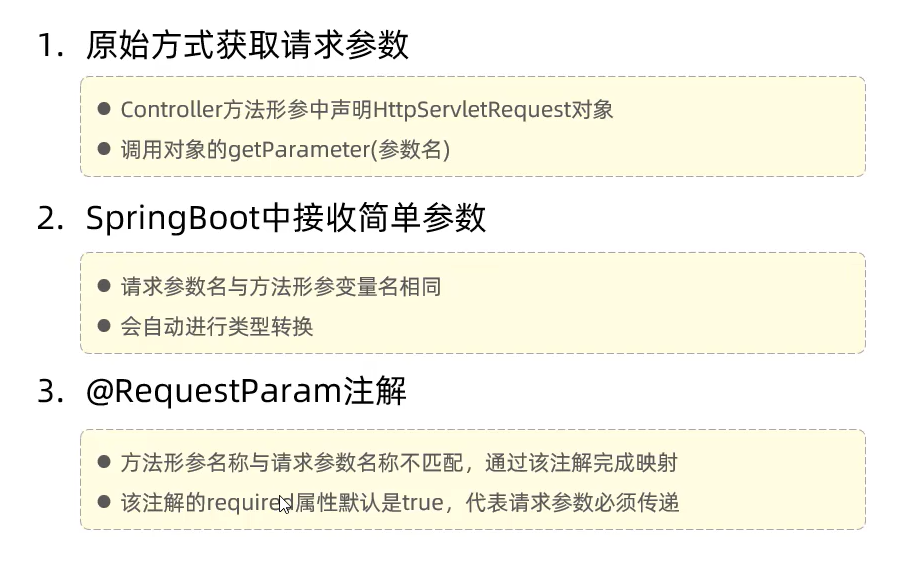 1. 原始方式获取请求参数
● Controller方法形参中声明HttpServletRequest对象
● 调用对象的getParameter(参数名)
2. SpringBoot中接收简单参数
● 请求参数名与方法形参变量名相同
● 会自动进行类型转换
3. @RequestParam注解
● 方法形参名称与请求参数名称不匹配，通过该注解完成映射
● 该注解的required属性默认是true，代表请求参数必须传递